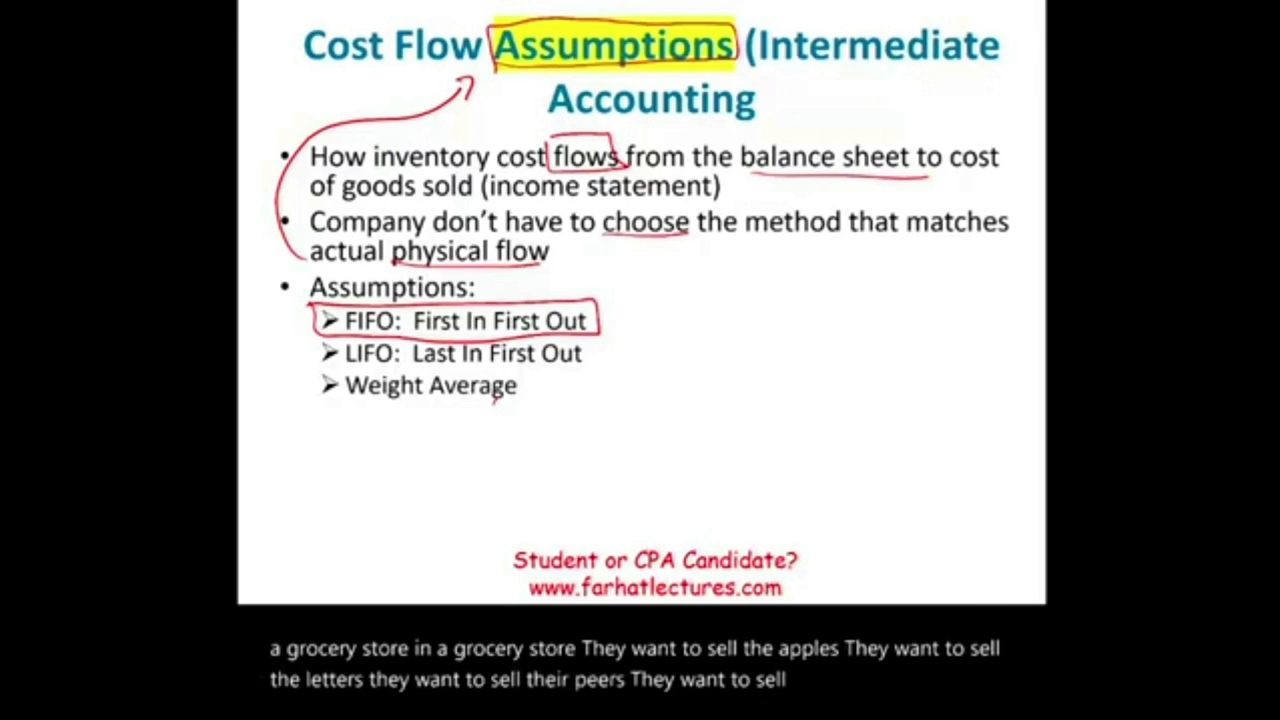 Cost Flow Assumptions (Intermediate
Accounting
• How inventory cost flows from the balance sheet to cost
of goods sold (income statement)
• Company don't have to choose the method that matches
actual physical flow
• Assumptions:
➢ FIFO: First In First Out
➢ LIFO: Last In First Out
➢ Weight Average
Student or CPA Candidate?
www.farhatlectures.com
a grocery store in a grocery store They want to sell the apples They want to sell
the letters they want to sell their peers They want to sell